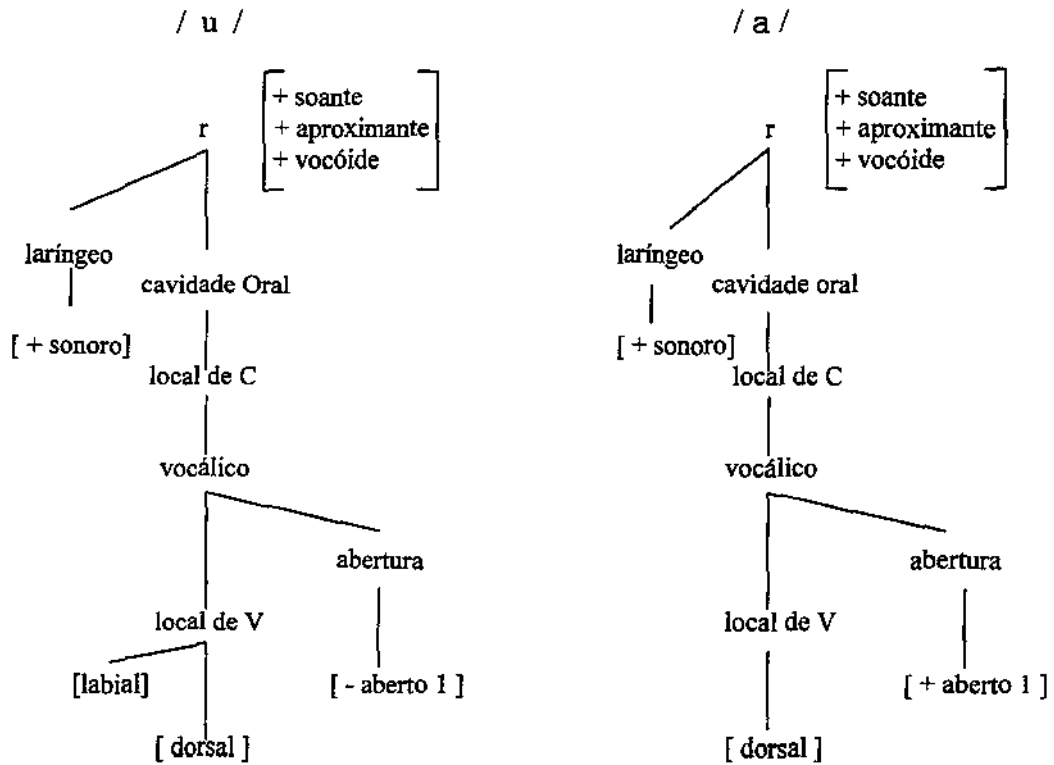 / u /
+ soante
r
+ aproximante
+ vocóide
laríngeo
cavidade Oral
[ + sonoro]
local de C
vocálico
abertura
local de V
[labial]
[ - aberto 1 ]
[ dorsal ]
/ a /
+ soante
r
+ aproximante
+ vocóide
laríngeo
cavidade oral
[ + sonoro]
local de C
vocálico
abertura
local de V
[ + aberto 1 ]
[ dorsal ]